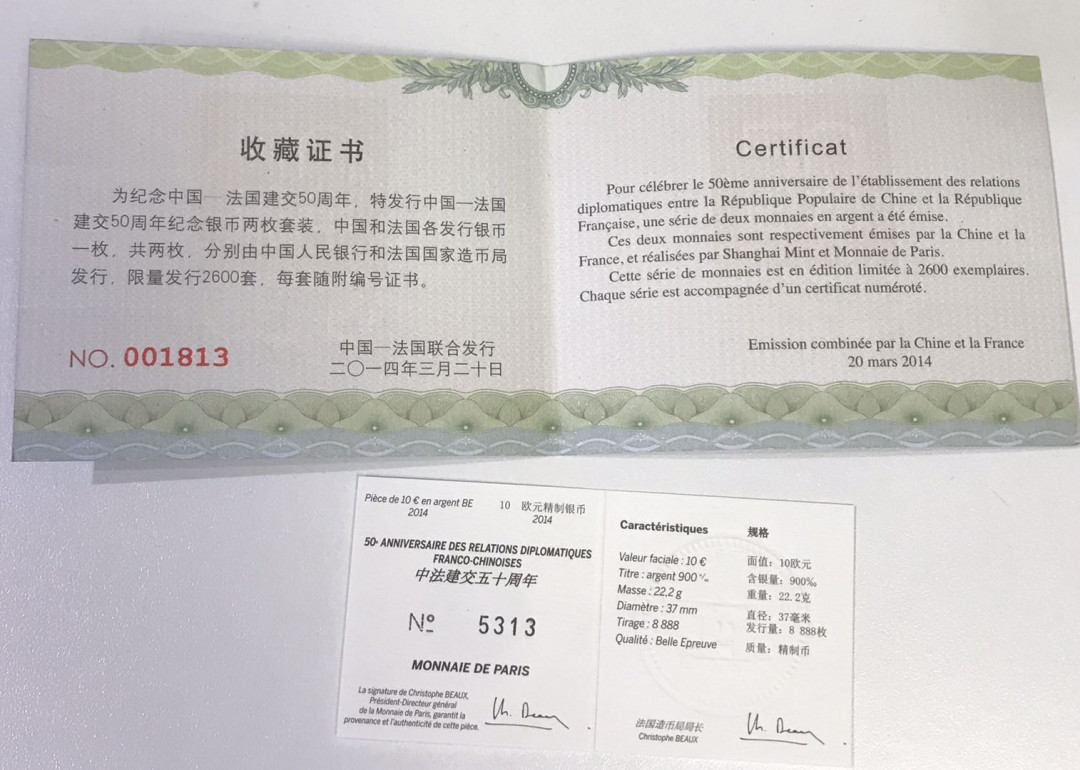 收藏证书
为纪念中国—法国建交50周年，特发行中国—法国
建交50周年纪念银币两枚套装，中国和法国各发行银币
一枚，共两枚，分别由中国人民银行和法国国家造币局
发行，限量发行2600套，每套随附编号证书。
NO. 001813
中国—法国联合发行
二〇一四年三月二十日
Certificat
Pour célébrer le 50ème anniversaire de l'établissement des relations
diplomatiques entre la République Populaire de Chine et la République
Française, une série de deux monnaies en argent a été émise.
Ces deux monnaies sont respectivement émises par la Chine et la
France, et réalisées par Shanghai Mint et Monnaie de Paris.
Cette série de monnaies est en édition limitée à 2600 exemplaires.
Chaque série est accompagnée d'un certificat numéroté.
Emission combinée par la Chine et la France
20 mars 2014
Pièce de 10 € en argent BE
2014
10 欧元精制银币
2014
50e ANNIVERSAIRE DES RELATIONS DIPLOMATIQUES
FRANCO-CHINOISES
中法建交五十周年
Nº 5313
MONNAIE DE PARIS
La signature de Christophe BEAUX,
Président-Directeur général
de la Monnaie de Paris, garantit la
provenance et l'authenticité de cette pièce.
Ch. Beaux
Caractéristiques
Valeur faciale : 10 €
Titre : argent 900 ‰
Masse : 22,2 g
Diamètre : 37 mm
Tirage : 8 888
Qualité : Belle Epreuve
规格
面值：10欧元
含银量：900‰
重量：22.2克
直径：37毫米
发行量：8 888枚
质量：精制币
法国造币局局长
Christophe BEAUX
Ch. Beaux